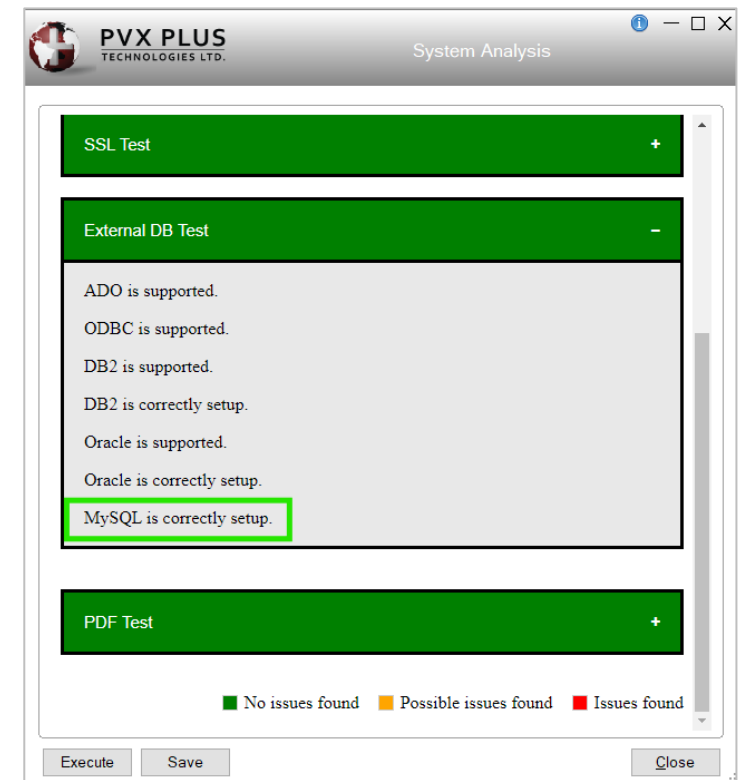 PVX PLUS
TECHNOLOGIES LTD.
System Analysis
SSL Test
+
External DB Test
–
ADO is supported.
ODBC is supported.
DB2 is supported.
DB2 is correctly setup.
Oracle is supported.
Oracle is correctly setup.
MySQL is correctly setup.
PDF Test
+
No issues found Possible issues found Issues found
Execute Save Close